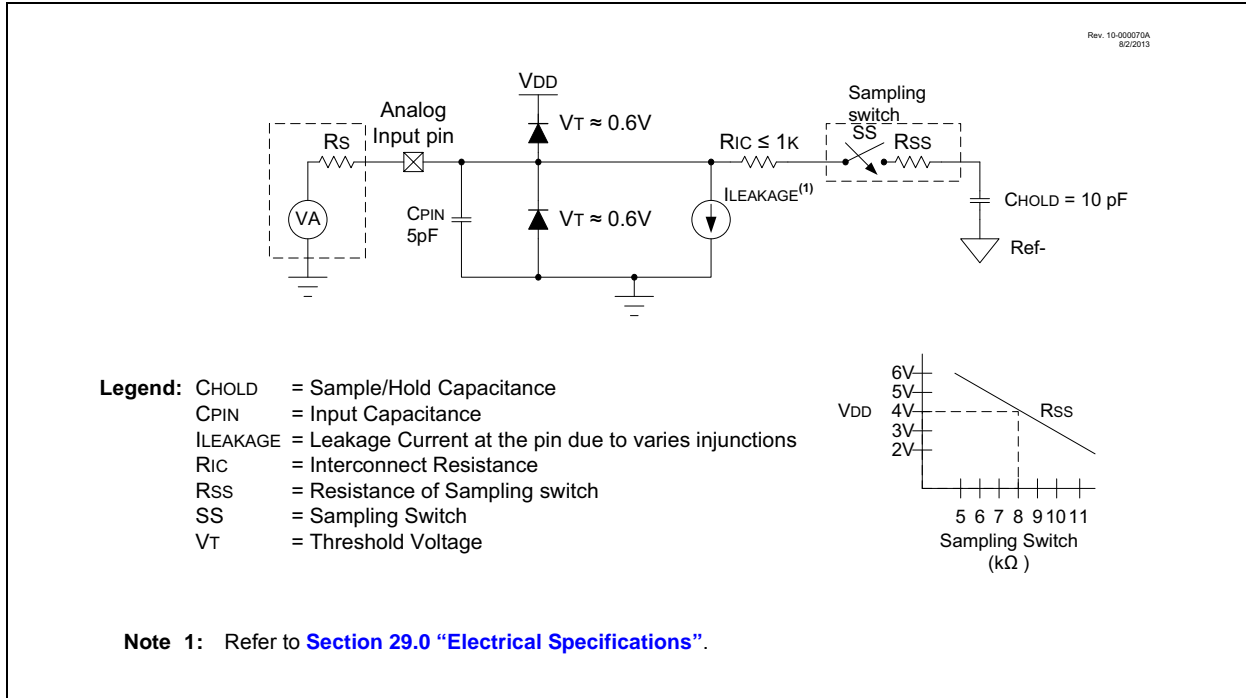 Rev. 10-000070A
8/2/2013
VDD
Analog
Input pin
VT ≈ 0.6V
RS
VA
CPIN
5pF
VT ≈ 0.6V
RIC ≤ 1K
ILEAKAGE(1)
Sampling
switch
SS
RSS
CHOLD = 10 pF
Ref-
Legend: CHOLD = Sample/Hold Capacitance
CPIN = Input Capacitance
ILEAKAGE = Leakage Current at the pin due to varies injunctions
RIC = Interconnect Resistance
RSS = Resistance of Sampling switch
SS = Sampling Switch
VT = Threshold Voltage
6V
5V
VDD 4V RSS
3V
2V
5 6 7 8 9 10 11
Sampling Switch
(kΩ )
Note 1: Refer to Section 29.0 “Electrical Specifications”.